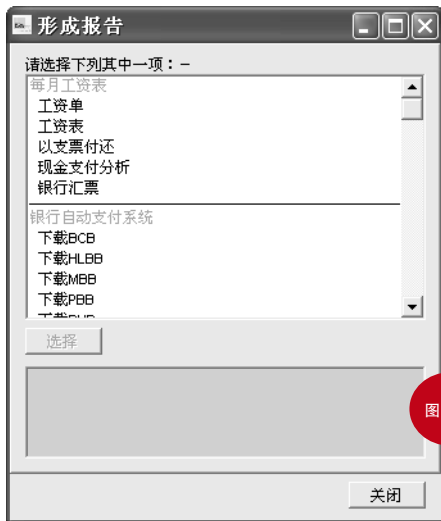 形成报告
请选择下列其中一项：–
每月工资表
工资单
工资表
以支票付还
现金支付分析
银行汇票
银行自动支付系统
下载BCB
下载HLBB
下载MBB
下载PBB
选择
图
关闭